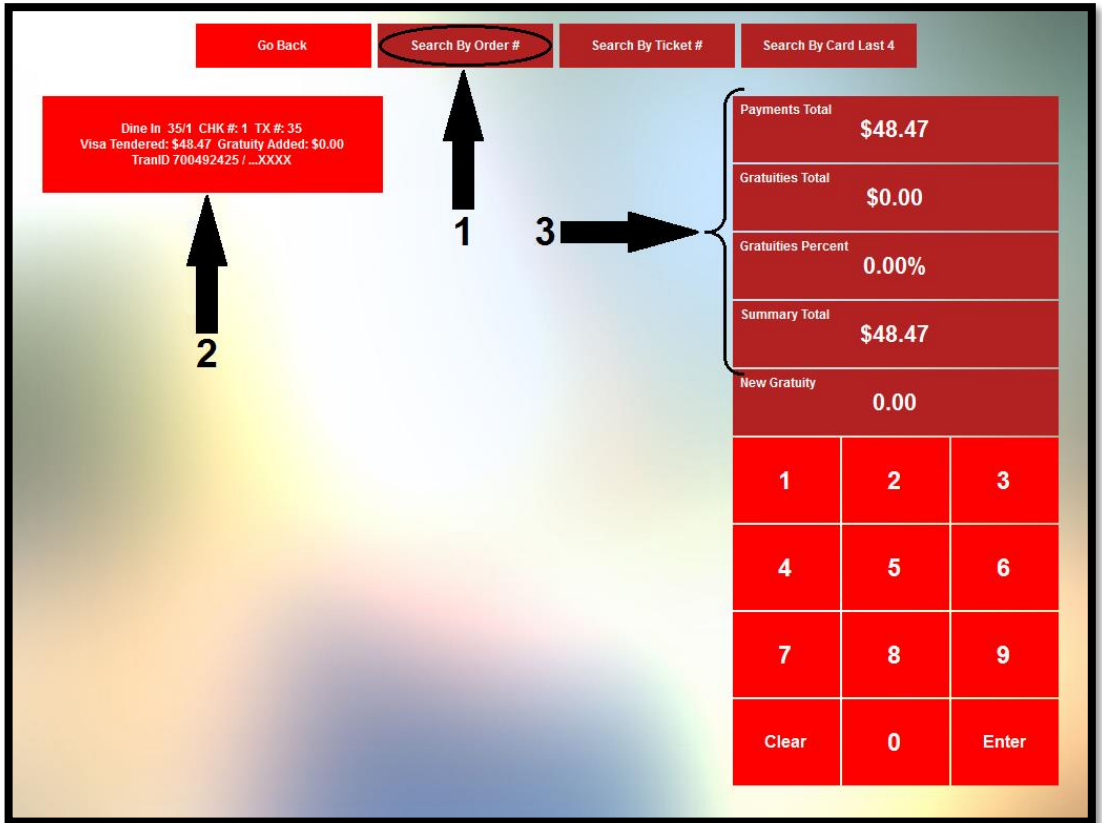 Go Back
Search By Order #
Search By Ticket #
Search By Card Last 4
Dine In 35/1 CHK #: 1 TX #: 35
Visa Tendered: $48.47 Gratuity Added: $0.00
TranID 700492425 / ...XXXX
1
2
3
Payments Total
$48.47
Gratuities Total
$0.00
Gratuities Percent
0.00%
Summary Total
$48.47
New Gratuity
0.00
1 2 3
4 5 6
7 8 9
Clear 0 Enter